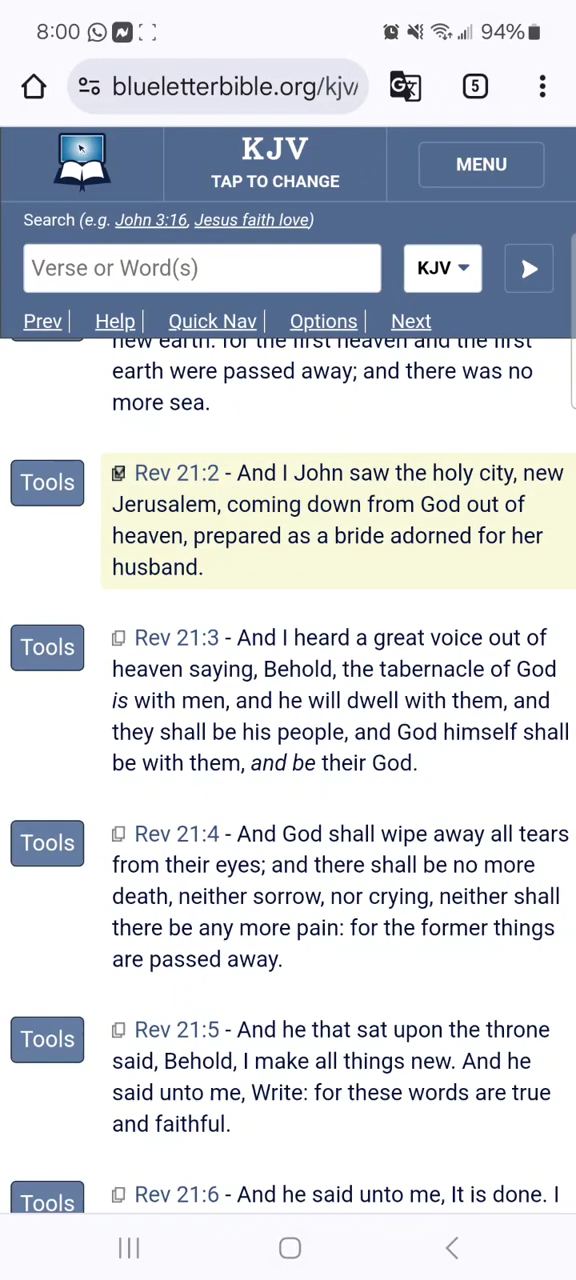 8:00 94%
blueletterbible.org/kjv/ 5
KJV
TAP TO CHANGE
MENU
Search (e.g. John 3:16, Jesus faith love)
Verse or Word(s) KJV
Prev Help Quick Nav Options Next
new earth: for the first heaven and the first
earth were passed away; and there was no
more sea.
Tools
Rev 21:2 - And I John saw the holy city, new
Jerusalem, coming down from God out of
heaven, prepared as a bride adorned for her
husband.
Tools
Rev 21:3 - And I heard a great voice out of
heaven saying, Behold, the tabernacle of God
is with men, and he will dwell with them, and
they shall be his people, and God himself shall
be with them, and be their God.
Tools
Rev 21:4 - And God shall wipe away all tears
from their eyes; and there shall be no more
death, neither sorrow, nor crying, neither shall
there be any more pain: for the former things
are passed away.
Tools
Rev 21:5 - And he that sat upon the throne
said, Behold, I make all things new. And he
said unto me, Write: for these words are true
and faithful.
Tools
Rev 21:6 - And he said unto me, It is done. I